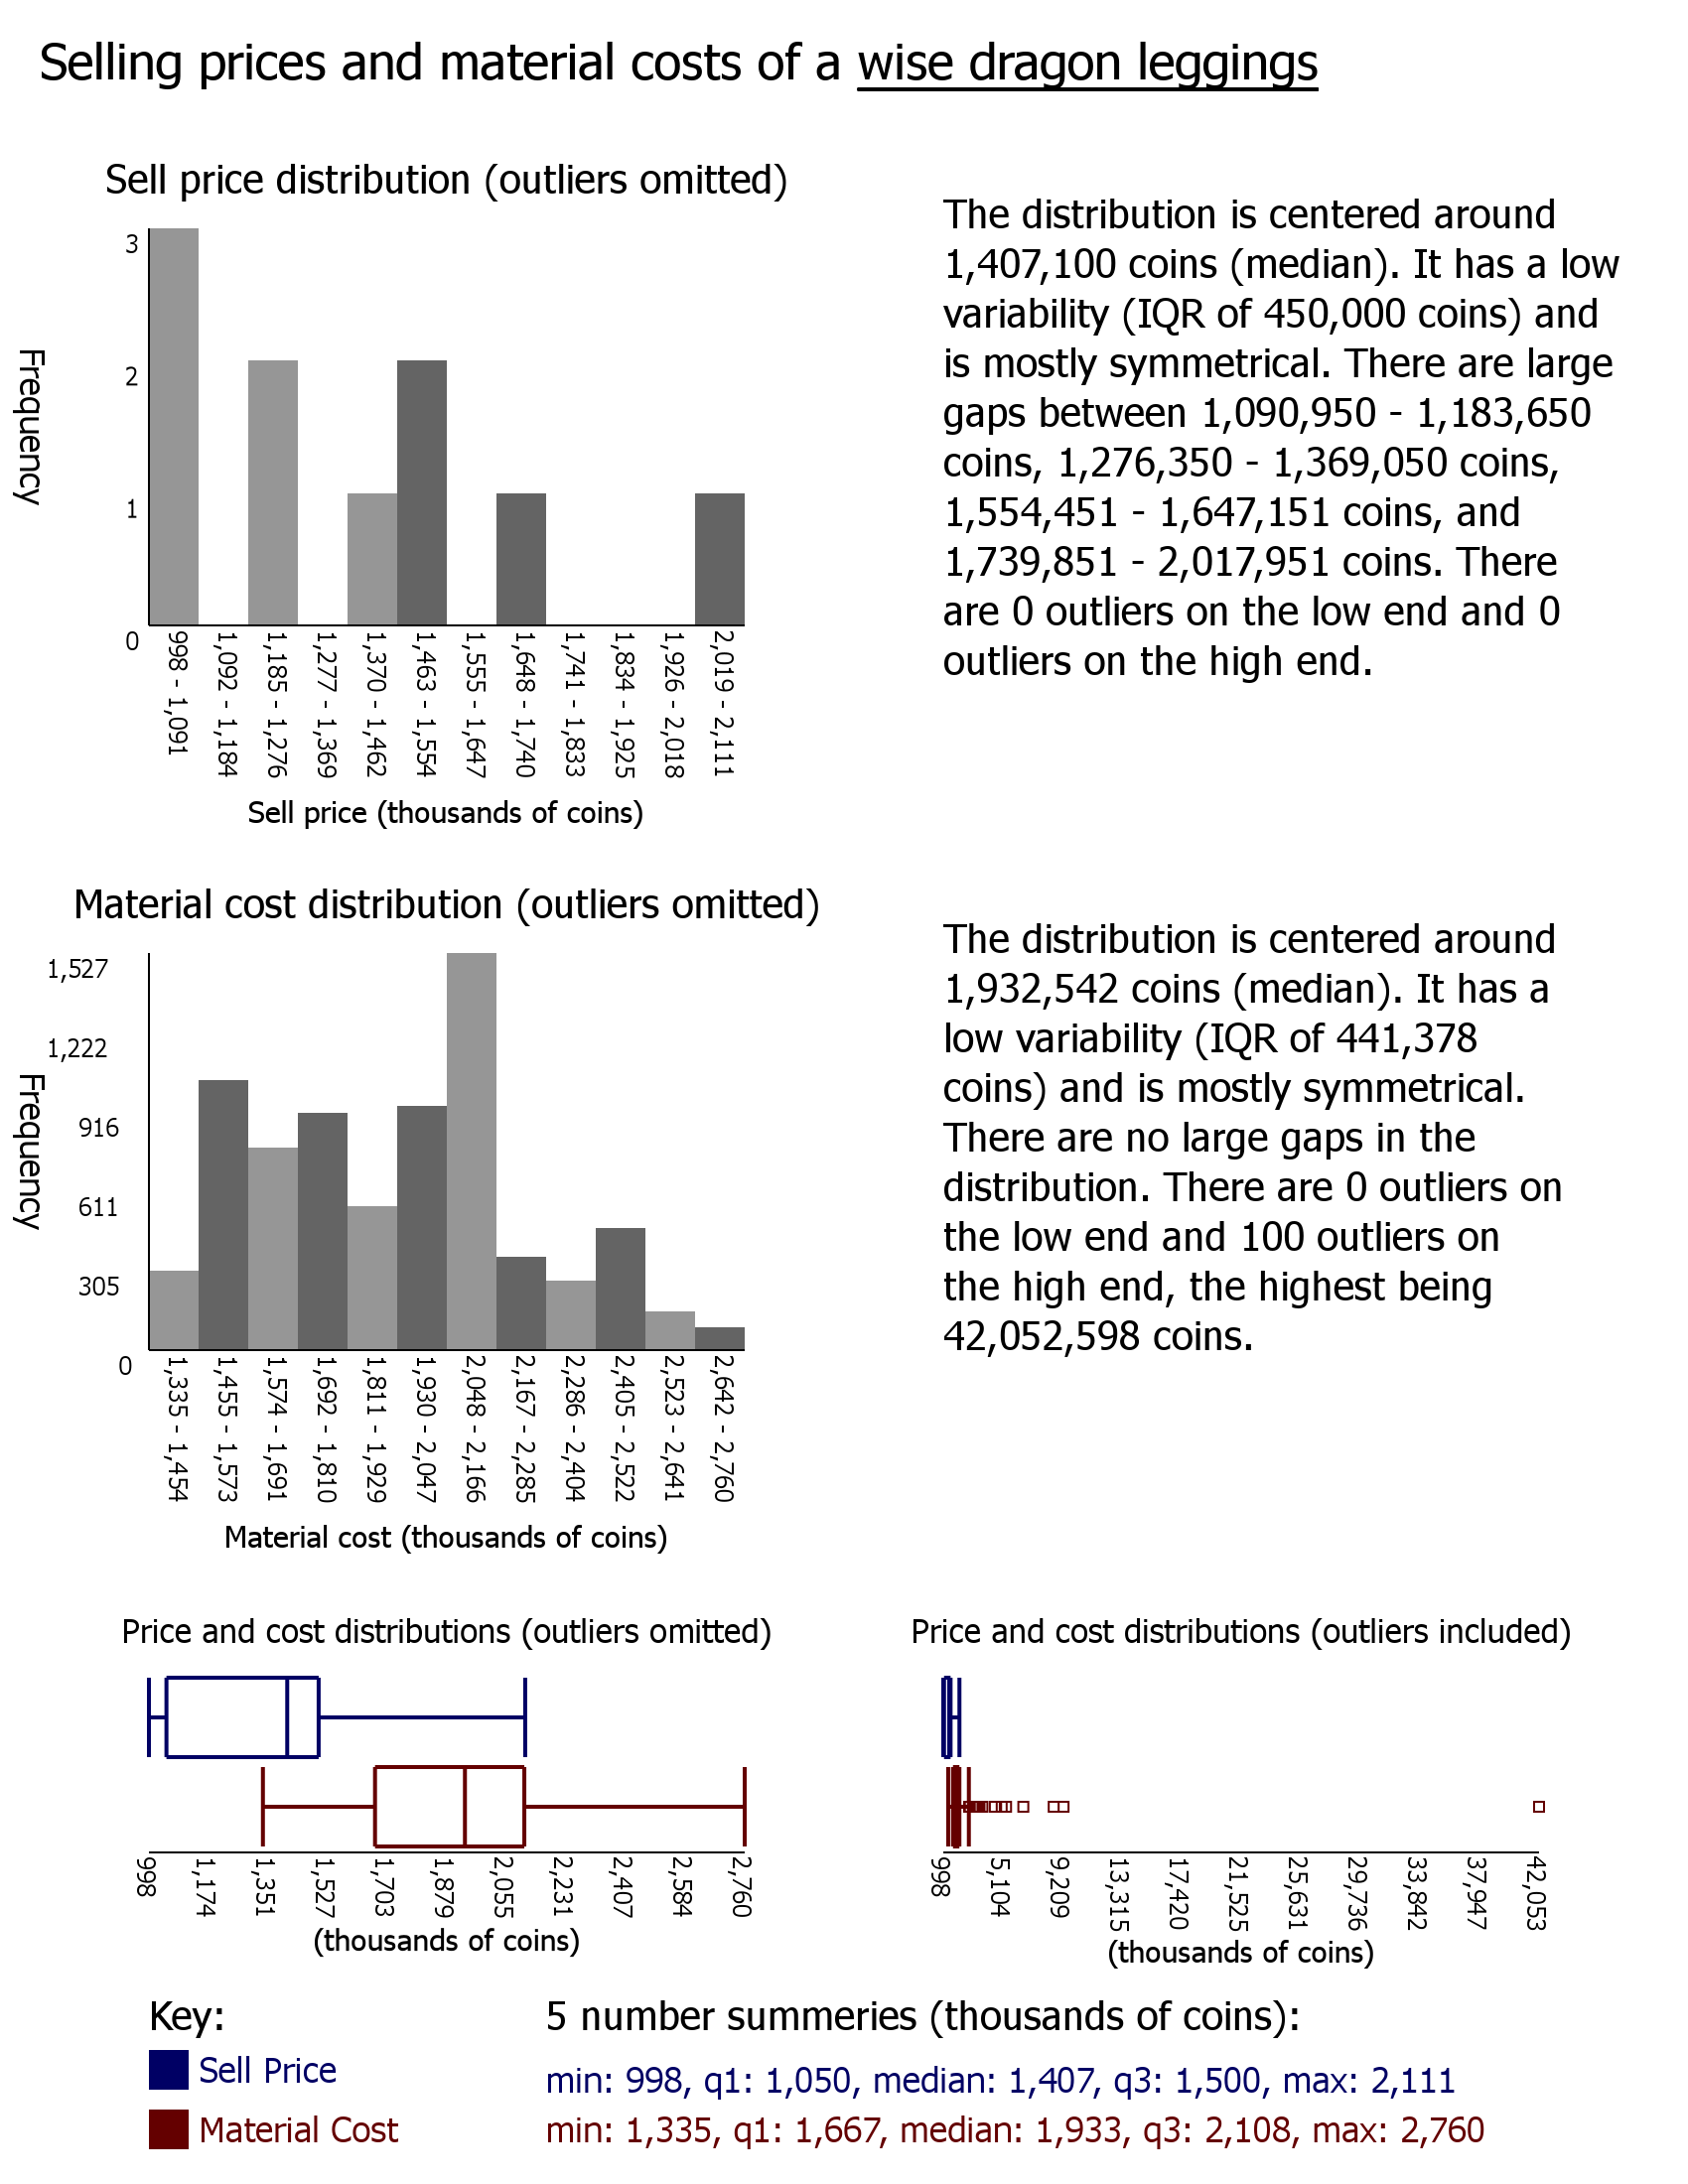 Selling prices and material costs of a wise dragon leggings
Sell price distribution (outliers omitted)
3
2
1
0
Frequency
998 - 1,091
1,092 - 1,184
1,185 - 1,276
1,277 - 1,369
1,370 - 1,462
1,463 - 1,554
1,555 - 1,647
1,648 - 1,740
1,741 - 1,833
1,834 - 1,925
1,926 - 2,018
2,019 - 2,111
Sell price (thousands of coins)
The distribution is centered around
1,407,100 coins (median). It has a low
variability (IQR of 450,000 coins) and
is mostly symmetrical. There are large
gaps between 1,090,950 - 1,183,650
coins, 1,276,350 - 1,369,050 coins,
1,554,451 - 1,647,151 coins, and
1,739,851 - 2,017,951 coins. There
are 0 outliers on the low end and 0
outliers on the high end.
Material cost distribution (outliers omitted)
1,527
1,222
916
611
305
0
Frequency
1,335 - 1,454
1,455 - 1,573
1,574 - 1,691
1,692 - 1,810
1,811 - 1,929
1,930 - 2,047
2,048 - 2,166
2,167 - 2,285
2,286 - 2,404
2,405 - 2,522
2,523 - 2,641
2,642 - 2,760
Material cost (thousands of coins)
The distribution is centered around
1,932,542 coins (median). It has a
low variability (IQR of 441,378
coins) and is mostly symmetrical.
There are no large gaps in the
distribution. There are 0 outliers on
the low end and 100 outliers on
the high end, the highest being
42,052,598 coins.
Price and cost distributions (outliers omitted)
998
1,174
1,351
1,527
1,703
1,879
2,055
2,231
2,407
2,584
2,760
(thousands of coins)
Price and cost distributions (outliers included)
998
5,104
9,209
13,315
17,420
21,525
25,631
29,736
33,842
37,947
42,053
(thousands of coins)
Key:
Sell Price
Material Cost
5 number summeries (thousands of coins):
min: 998, q1: 1,050, median: 1,407, q3: 1,500, max: 2,111
min: 1,335, q1: 1,667, median: 1,933, q3: 2,108, max: 2,760